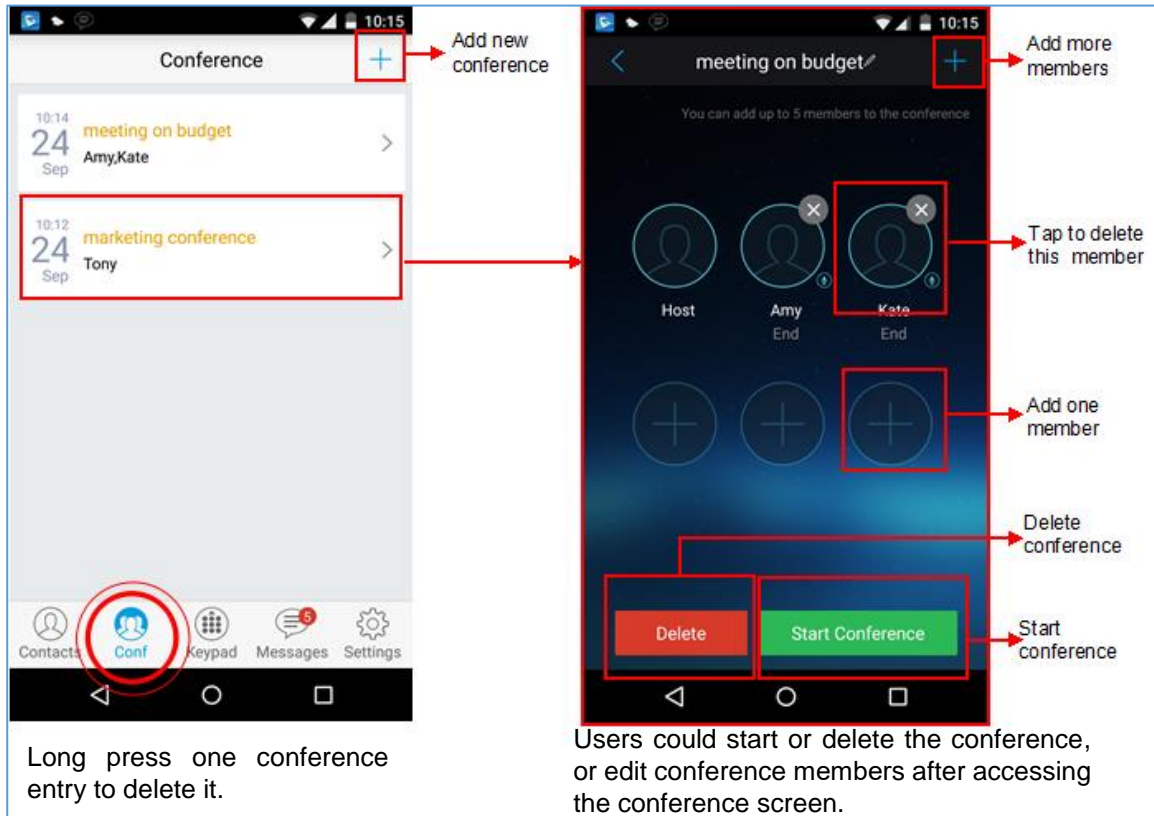 10:15
Conference
Add new
conference
10:14
24
Sep
meeting on budget
Amy,Kate
10:12
24
Sep
marketing conference
Tony
Contacts
Conf
Keypad
5
Messages
Settings
Long press one conference
entry to delete it.
10:15
meeting on budget
Add more
members
You can add up to 5 members to the conference
Host
Amy
End
Kate
End
Tap to delete
this member
Add one
member
Delete
conference
Delete
Start Conference
Start
conference
Users could start or delete the conference,
or edit conference members after accessing
the conference screen.